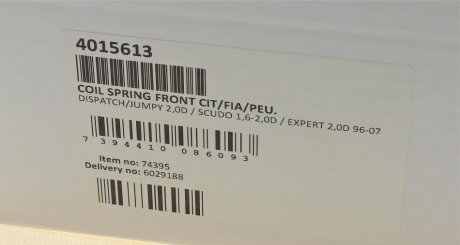 4015613
COIL SPRING FRONT CIT/FIA/PEU.
DISPATCH/JUMPY 2,0D / SCUDO 1,6-2,0D / EXPERT 2,0D 96-07
7 394410 086093
Item no: 74395
Delivery no: 6029188